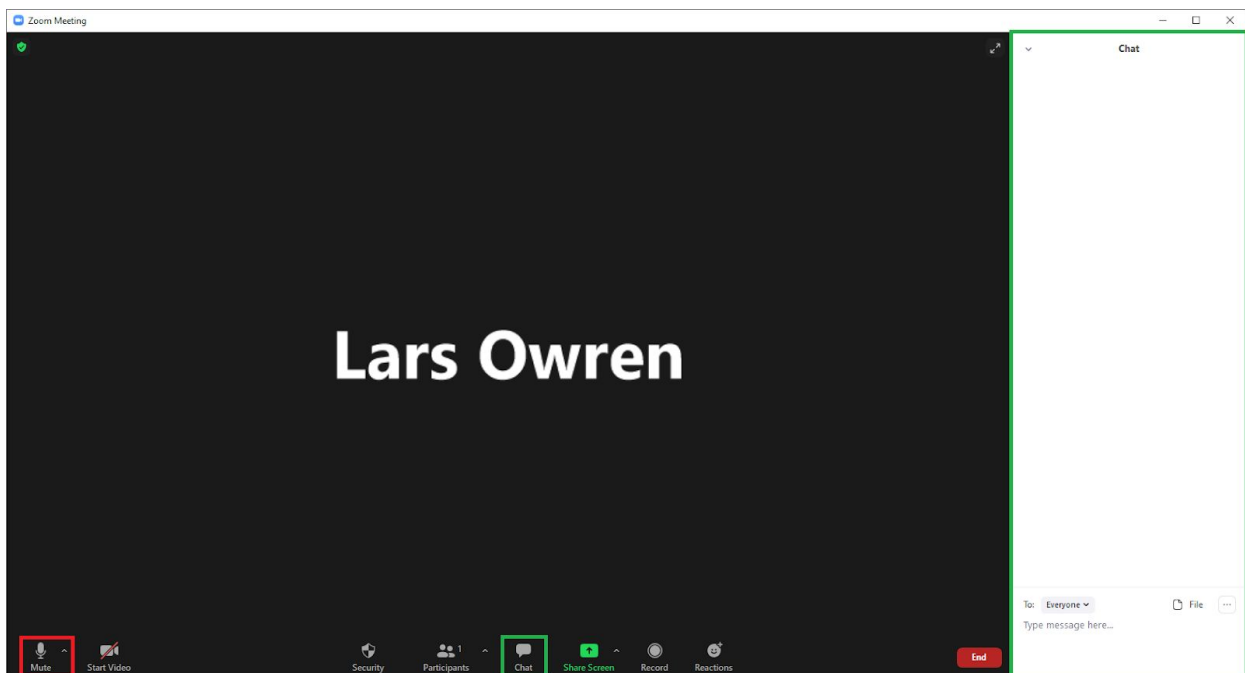 Zoom Meeting
Chat
Lars Owren
To: Everyone File
Type message here...
Mute Start Video Security Participants 1 Chat Share Screen Record Reactions End